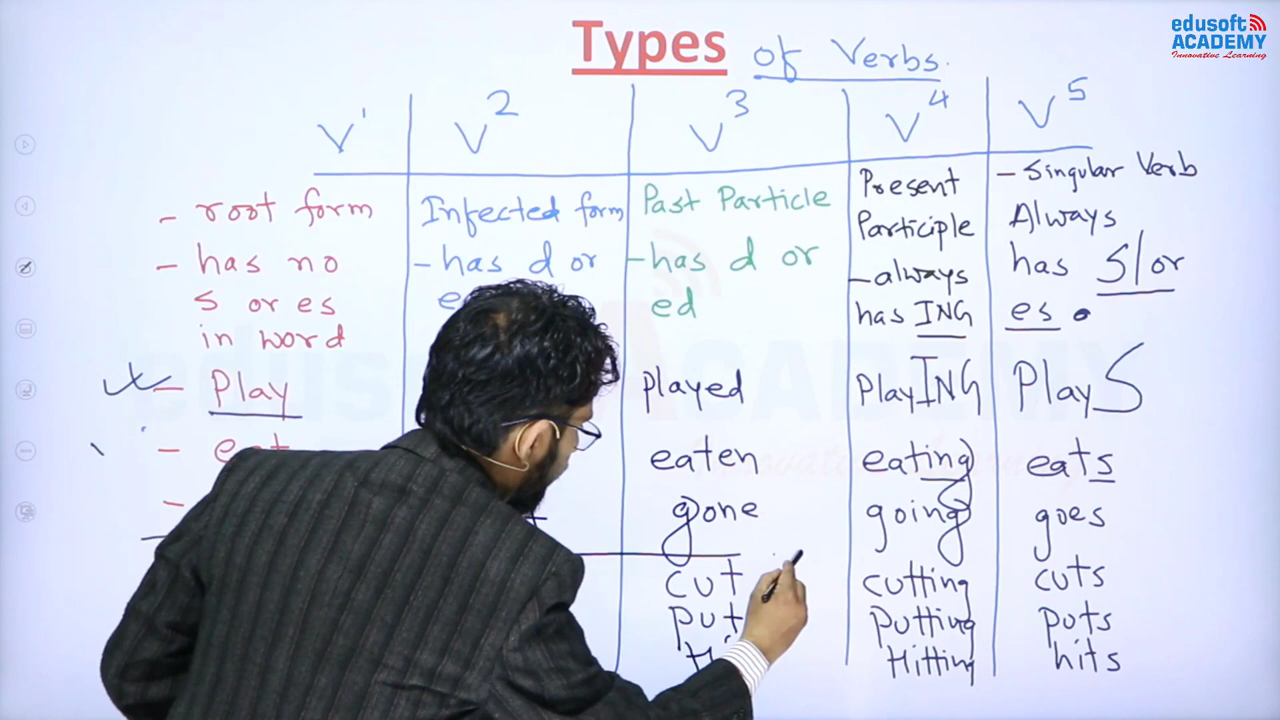 edusoft
ACADEMY
Innovative Learning
Types of Verbs.
V1 V2 V3 V4 V5
- root form
- has no
S or es
in word
- Play
- eat
-
Infected form
- has d or
Past Particle
- has d or
ed
played
eaten
gone
cut
put
Present
Participle
- always
has ING
PlayING
eating
going
cutting
putting
Hitting
- Singular Verb
Always
has S/or
es.
PlayS
eats
goes
cuts
puts
hits